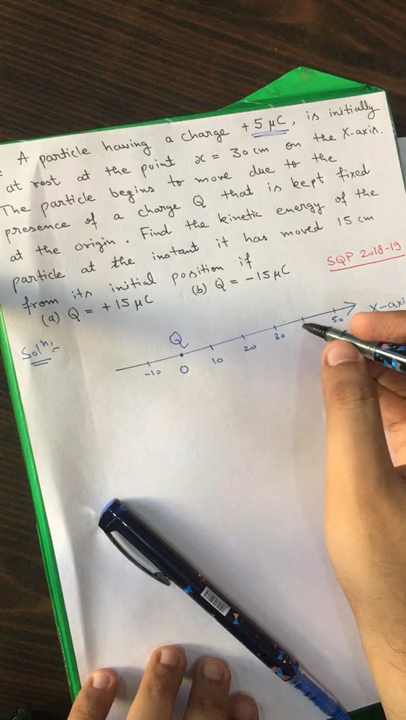 A particle having a charge +5 μC, is initially
at rest at the point x = 30 cm on the X-axis.
The particle begins to move due to the
presence of a charge Q that is kept fixed
at the origin. Find the kinetic energy of the
particle at the instant it has moved 15 cm
from its initial position if
(a) Q = +15 μC (b) Q = -15 μC
SQP 2018-19
Solⁿ:-
Q
X-axi
-10 0 10 20 30 50